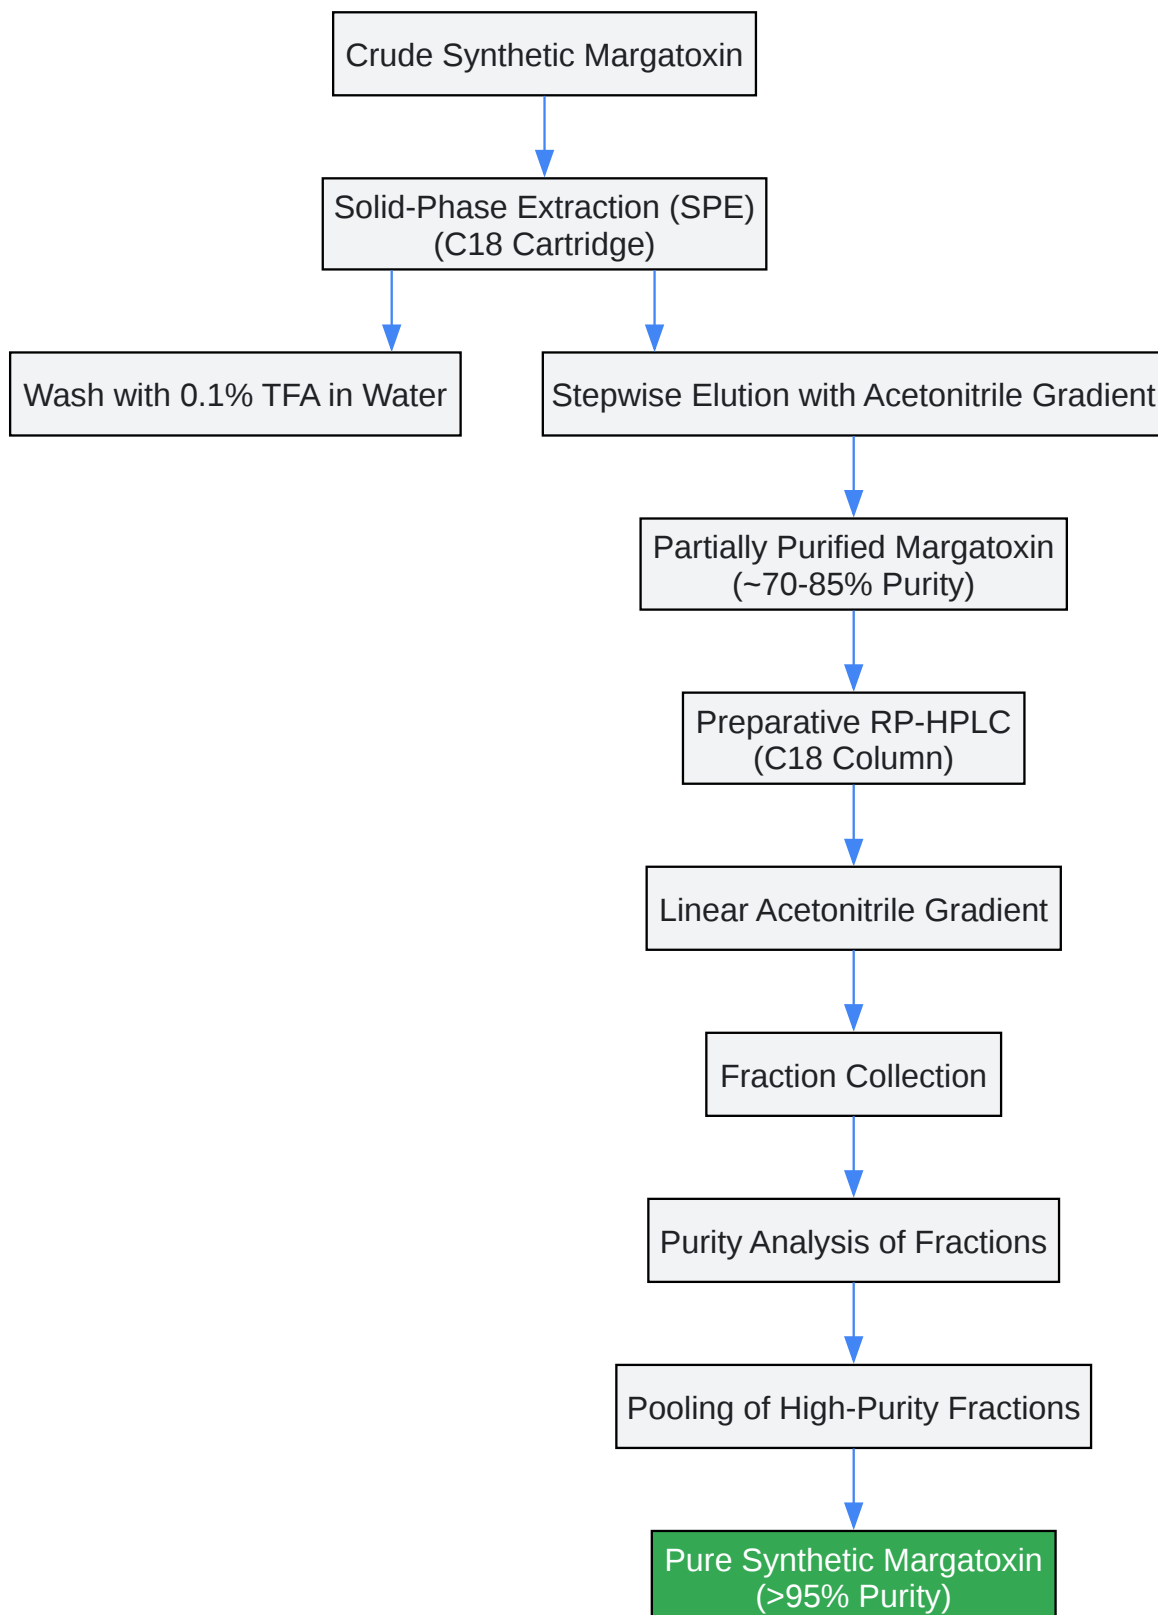 Crude Synthetic Margatoxin
Solid-Phase Extraction (SPE)
(C18 Cartridge)
Wash with 0.1% TFA in Water
Stepwise Elution with Acetonitrile Gradient
Partially Purified Margatoxin
(~70-85% Purity)
Preparative RP-HPLC
(C18 Column)
Linear Acetonitrile Gradient
Fraction Collection
Purity Analysis of Fractions
Pooling of High-Purity Fractions
Pure Synthetic Margatoxin
(>95% Purity)